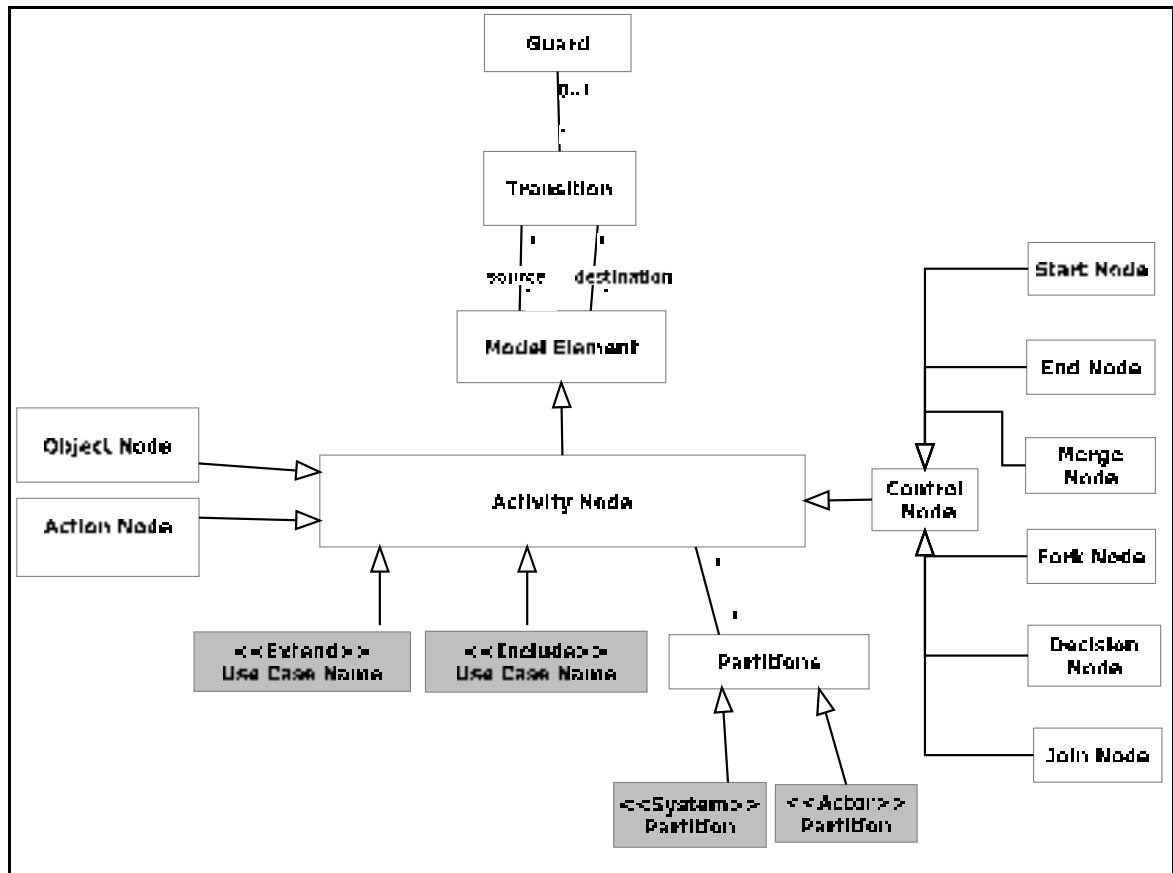 Guard
0..1
Transition
source
destination
Start Node
Model Element
End Node
Object Node
Merge
Node
Activity Node
Control
Node
Action Node
Fork Node
<<Extend>>
Use Case Name
<<Include>>
Use Case Name
Partitions
Decision
Node
Join Node
<<System>>
Partition
<<Actor>>
Partition